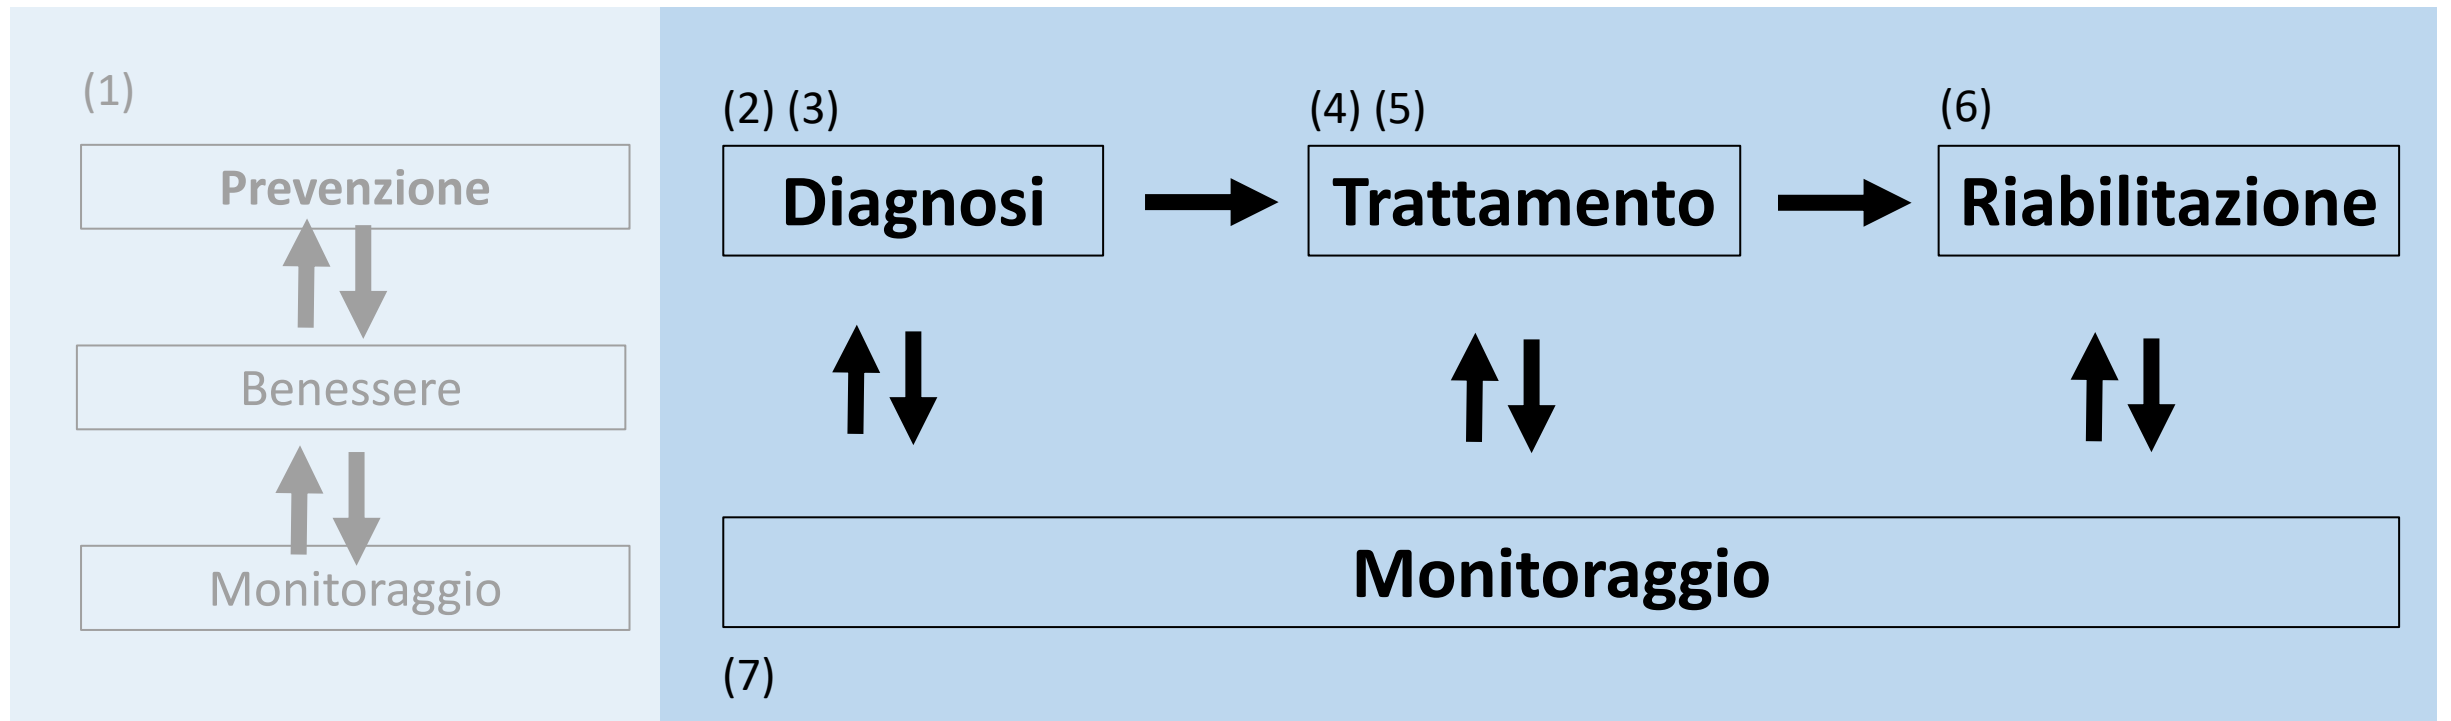 (1)
Prevenzione
Benessere
Monitoraggio
(2) (3)
Diagnosi
(4) (5)
Trattamento
(6)
Riabilitazione
Monitoraggio
(7)